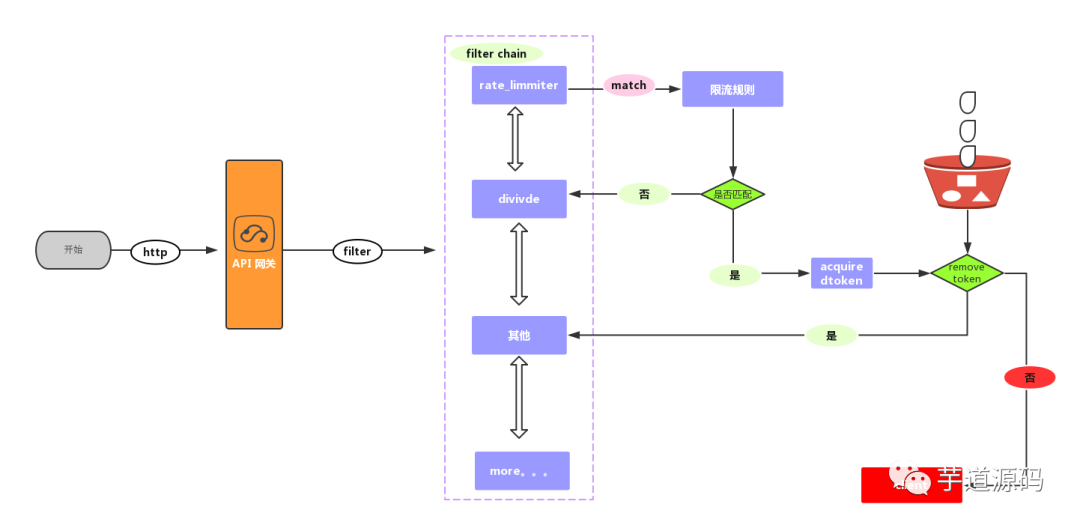 filter chain
rate_limmiter
match
限流规则
divivde
否
是否匹配
开始
http
API 网关
filter
是
acquire
dtoken
remove
token
其他
是
否
more。。。
芋道源码